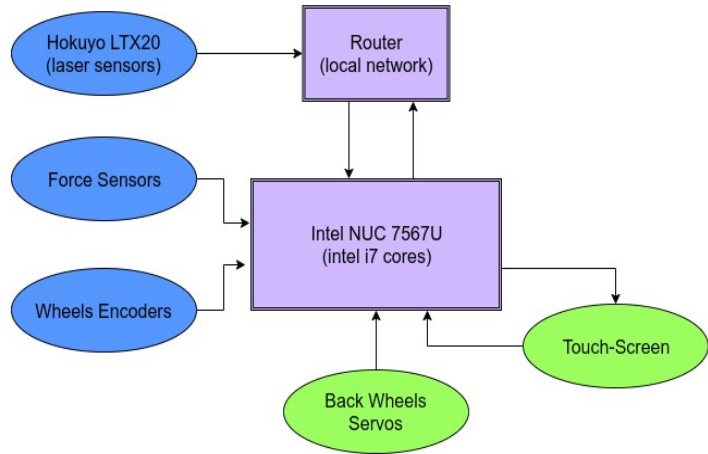 Hokuyo LTX20
(laser sensors)
Router
(local network)
Force Sensors
Intel NUC 7567U
(intel i7 cores)
Wheels Encoders
Touch-Screen
Back Wheels
Servos